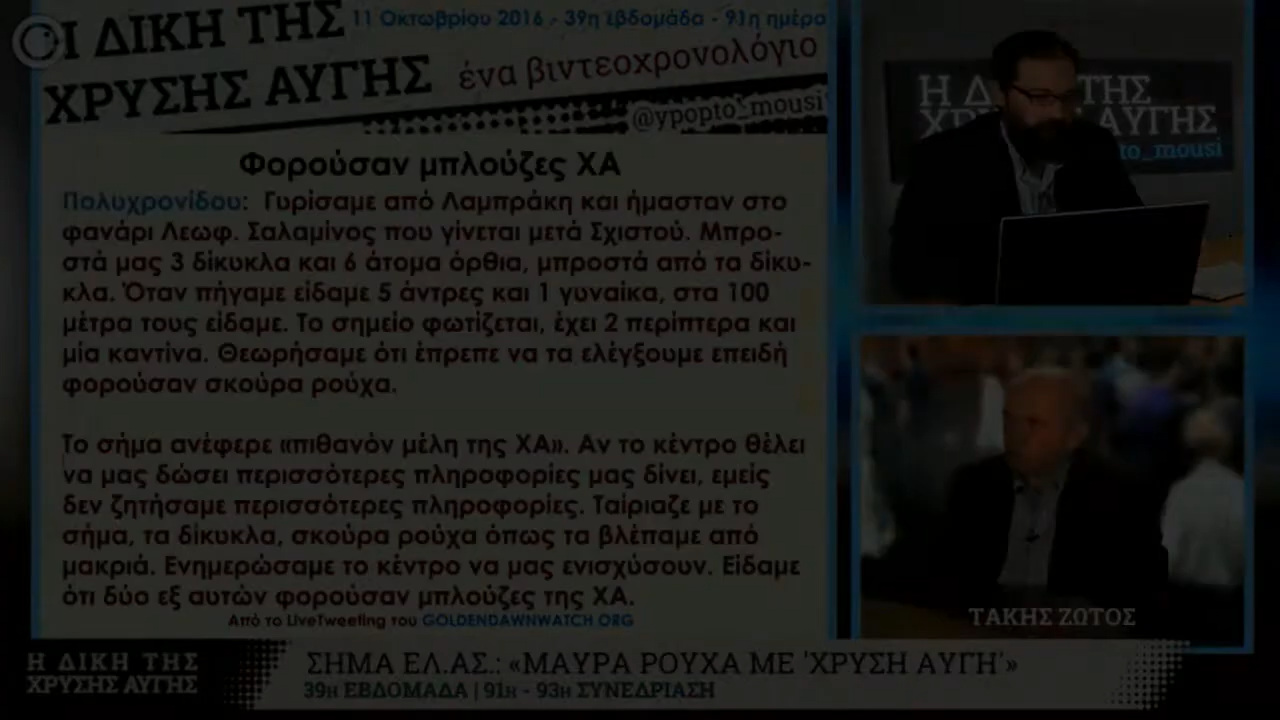 ΟΙ ΔΙΚΗ ΤΗΣ
ΧΡΥΣΗΣ ΑΥΓΗΣ
11 Οκτωβρίου 2016 - 39η εβδομάδα - 91η ημέρα
ένα βιντεοχρονολόγιο
@ypopto_mousi
Φορούσαν μπλούζες ΧΑ
Πολυχρονίδου: Γυρίσαμε από Λαμπράκη και ήμασταν στο
φανάρι Λεωφ. Σαλαμίνος που γίνεται μετά Σχιστού. Μπρο-
στά μας 3 δίκυκλα και 6 άτομα όρθια, μπροστά από τα δίκυ-
κλα. Όταν πήγαμε είδαμε 5 άντρες και 1 γυναίκα, στα 100
μέτρα τους είδαμε. Το σημείο φωτίζεται, έχει 2 περίπτερα και
μία καντίνα. Θεωρήσαμε ότι έπρεπε να τα ελέγξουμε επειδή
φορούσαν σκούρα ρούχα.
Το σήμα ανέφερε «πιθανόν μέλη της ΧΑ». Αν το κέντρο θέλει
να μας δώσει περισσότερες πληροφορίες μας δίνει, εμείς
δεν ζητήσαμε περισσότερες πληροφορίες. Ταίριαζε με το
σήμα, τα δίκυκλα, σκούρα ρούχα όπως τα βλέπαμε από
μακριά. Ενημερώσαμε το κέντρο να μας ενισχύσουν. Είδαμε
ότι δύο εξ αυτών φορούσαν μπλούζες της ΧΑ.
Από το LiveTweeting του GOLDENDAWNWATCH.ORG
Η Δ ΤΗΣ
ΧΡ ΑΥΓΗΣ
to_mousi
ΤΑΚΗΣ ΖΩΤΟΣ
Η ΔΙΚΗ ΤΗΣ
ΧΡΥΣΗΣ ΑΥΓΗΣ
ΣΗΜΑ ΕΛ.ΑΣ.: «ΜΑΥΡΑ ΡΟΥΧΑ ΜΕ 'ΧΡΥΣΗ ΑΥΓΗ'»
39η ΕΒΔΟΜΑΔΑ | 91η - 93η ΣΥΝΕΔΡΙΑΣΗ